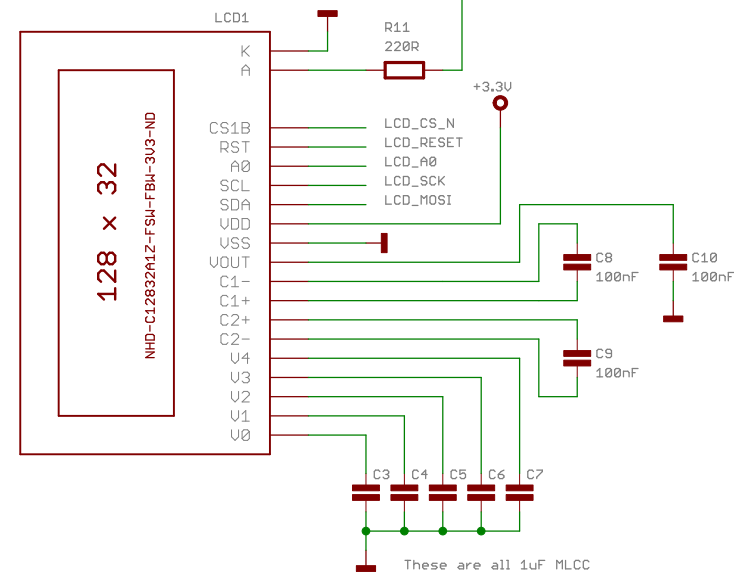 LCD1
K
A
R11
220R
+3.3V
CS1B
RST
A0
SCL
SDA
VDD
VSS
VOUT
C1-
C1+
C2+
C2-
V4
V3
V2
V1
V0
LCD_CS_N
LCD_RESET
LCD_A0
LCD_SCK
LCD_MOSI
128 x 32
NHD-C12832A1Z-FSW-FBW-3V3-ND
C8
100nF
C10
100nF
C9
100nF
C3
C4
C5
C6
C7
These are all 1uF MLCC